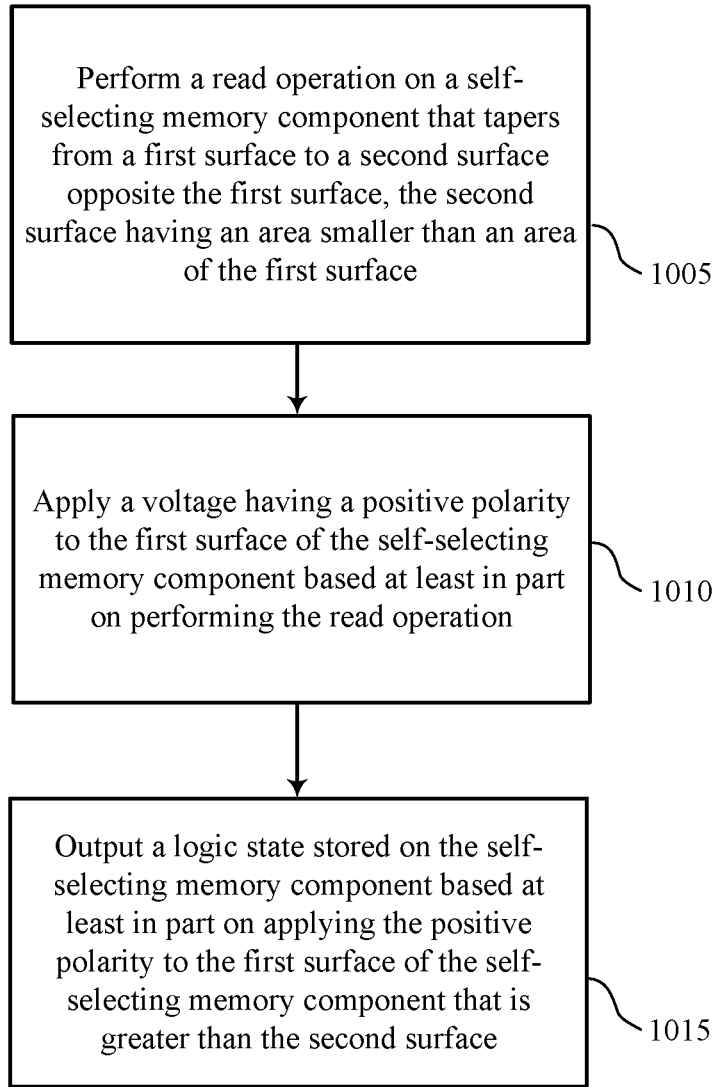 Perform a read operation on a self-
selecting memory component that tapers
from a first surface to a second surface
opposite the first surface, the second
surface having an area smaller than an area
of the first surface
1005
Apply a voltage having a positive polarity
to the first surface of the self-selecting
memory component based at least in part
on performing the read operation
1010
Output a logic state stored on the self-
selecting memory component based at
least in part on applying the positive
polarity to the first surface of the self-
selecting memory component that is
greater than the second surface
1015